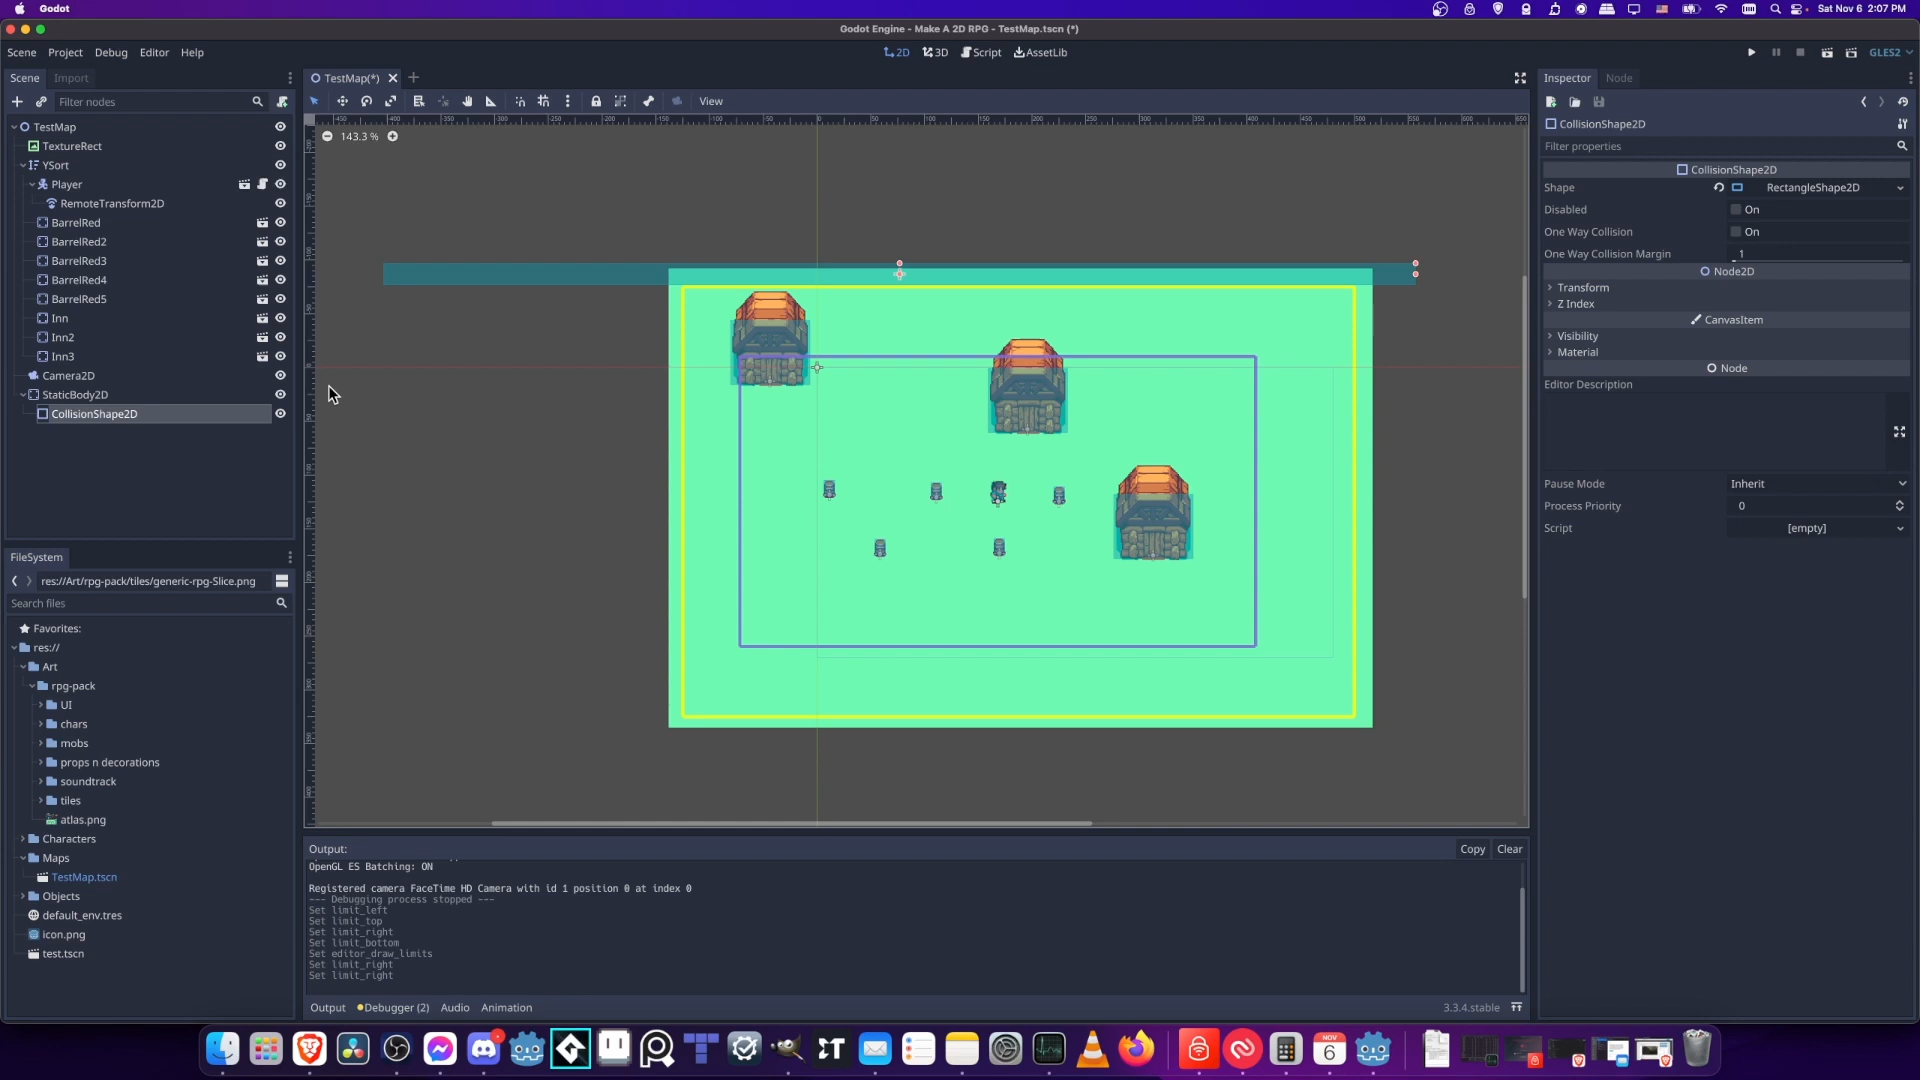 Godot
Sat Nov 6 2:07 PM
Godot Engine - Make A 2D RPG - TestMap.tscn (*)
Scene Project Debug Editor Help
2D 3D Script AssetLib
GLES2
Scene Import
TestMap(*)
Inspector Node
Filter nodes
View
CollisionShape2D
Filter properties
143.3 %
TestMap
TextureRect
YSort
Player
RemoteTransform2D
BarrelRed
BarrelRed2
BarrelRed3
BarrelRed4
BarrelRed5
Inn
Inn2
Inn3
Camera2D
StaticBody2D
CollisionShape2D
CollisionShape2D
Shape RectangleShape2D
Disabled On
One Way Collision On
One Way Collision Margin 1
Node2D
Transform
Z Index
CanvasItem
Visibility
Material
Node
Editor Description
Pause Mode Inherit
Process Priority 0
Script [empty]
FileSystem
res://Art/rpg-pack/tiles/generic-rpg-Slice.png
Search files
Favorites:
res://
Art
rpg-pack
UI
chars
mobs
props n decorations
soundtrack
tiles
atlas.png
Characters
Maps
TestMap.tscn
Objects
default_env.tres
icon.png
test.tscn
Output:
Copy Clear
OpenGL ES Batching: ON
Registered camera FaceTime HD Camera with id 1 position 0 at index 0
--- Debugging process stopped ---
Set limit_left
Set limit_top
Set limit_right
Set limit_bottom
Set editor_draw_limits
Set limit_right
Set limit_right
Output Debugger (2) Audio Animation
3.3.4.stable
NOV
6